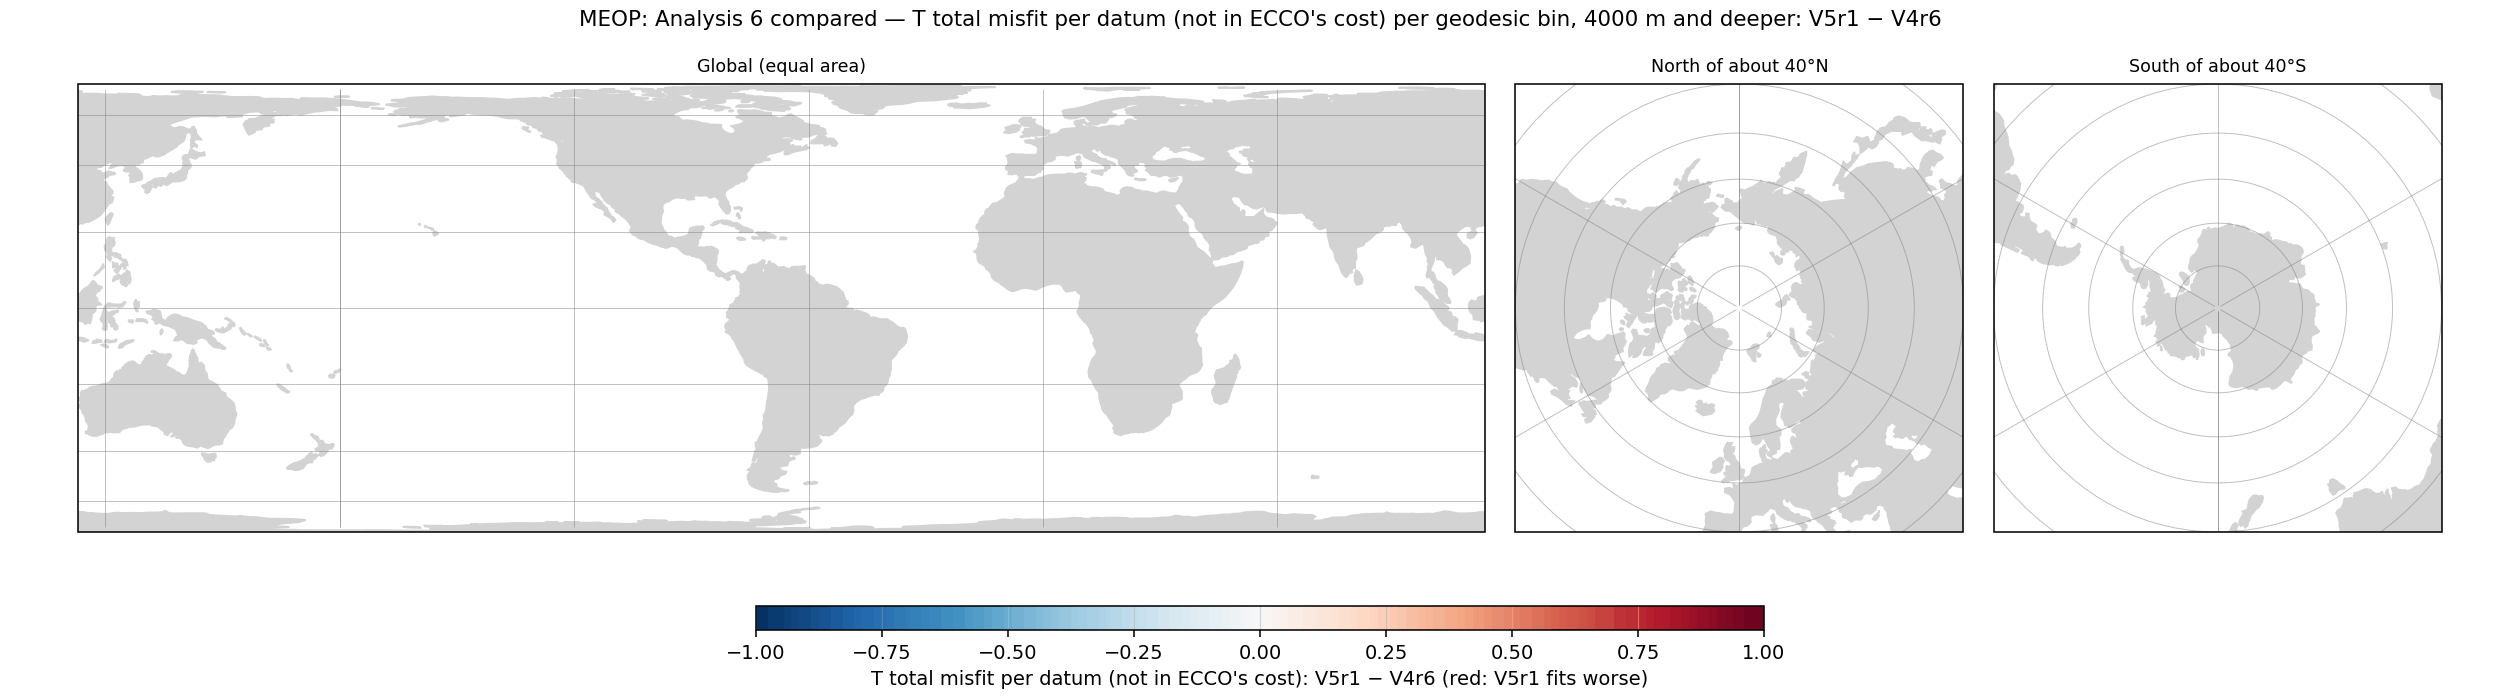 MEOP: Analysis 6 compared — T total misfit per datum (not in ECCO's cost) per geodesic bin, 4000 m and deeper: V5r1 − V4r6
Global (equal area)
North of about 40°N
South of about 40°S
−1.00
−0.75
−0.50
−0.25
0.00
0.25
0.50
0.75
1.00
T total misfit per datum (not in ECCO's cost): V5r1 − V4r6 (red: V5r1 fits worse)